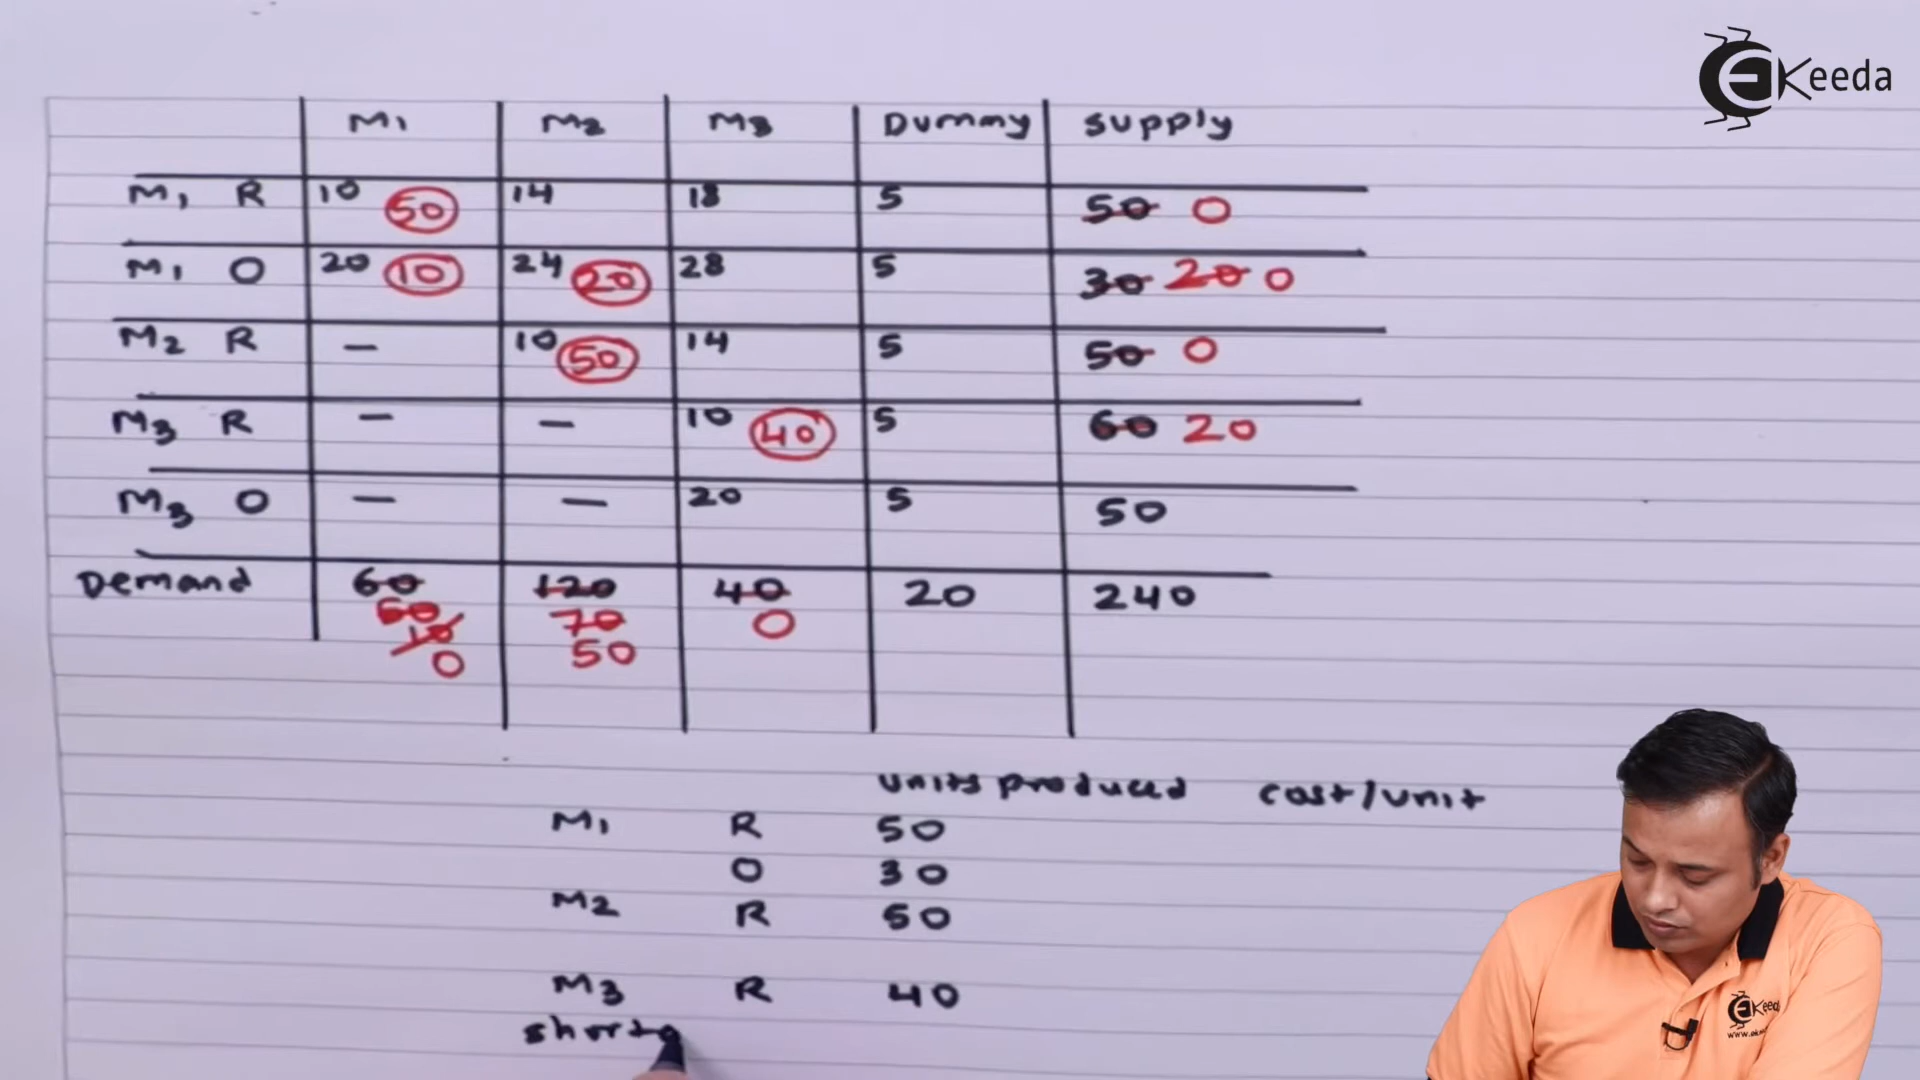 EKeeda
M1 M2 M3 Dummy supply
M1 R 10 50 14 18 5 50 0
M1 O 20 10 24 20 28 5 30 20 0
M2 R - 10 50 14 5 50 0
M3 R - - 10 40 5 60 20
M3 O - - 20 5 50
Demand 60 120 40 20 240
10 70 0
0 50
units produced cost/unit
M1 R 50
O 30
M2 R 50
M3 R 40
shorta
EKeeda